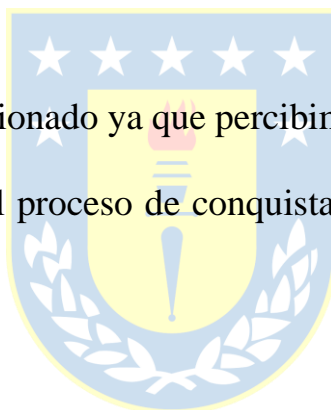 ionado ya que percibin
l proceso de conquista